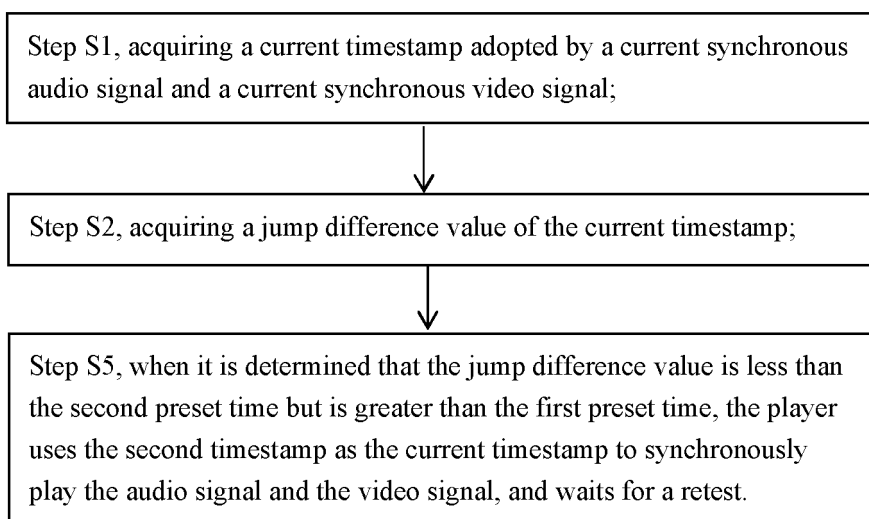 Step S1, acquiring a current timestamp adopted by a current synchronous
audio signal and a current synchronous video signal;
Step S2, acquiring a jump difference value of the current timestamp;
Step S5, when it is determined that the jump difference value is less than
the second preset time but is greater than the first preset time, the player
uses the second timestamp as the current timestamp to synchronously
play the audio signal and the video signal, and waits for a retest.